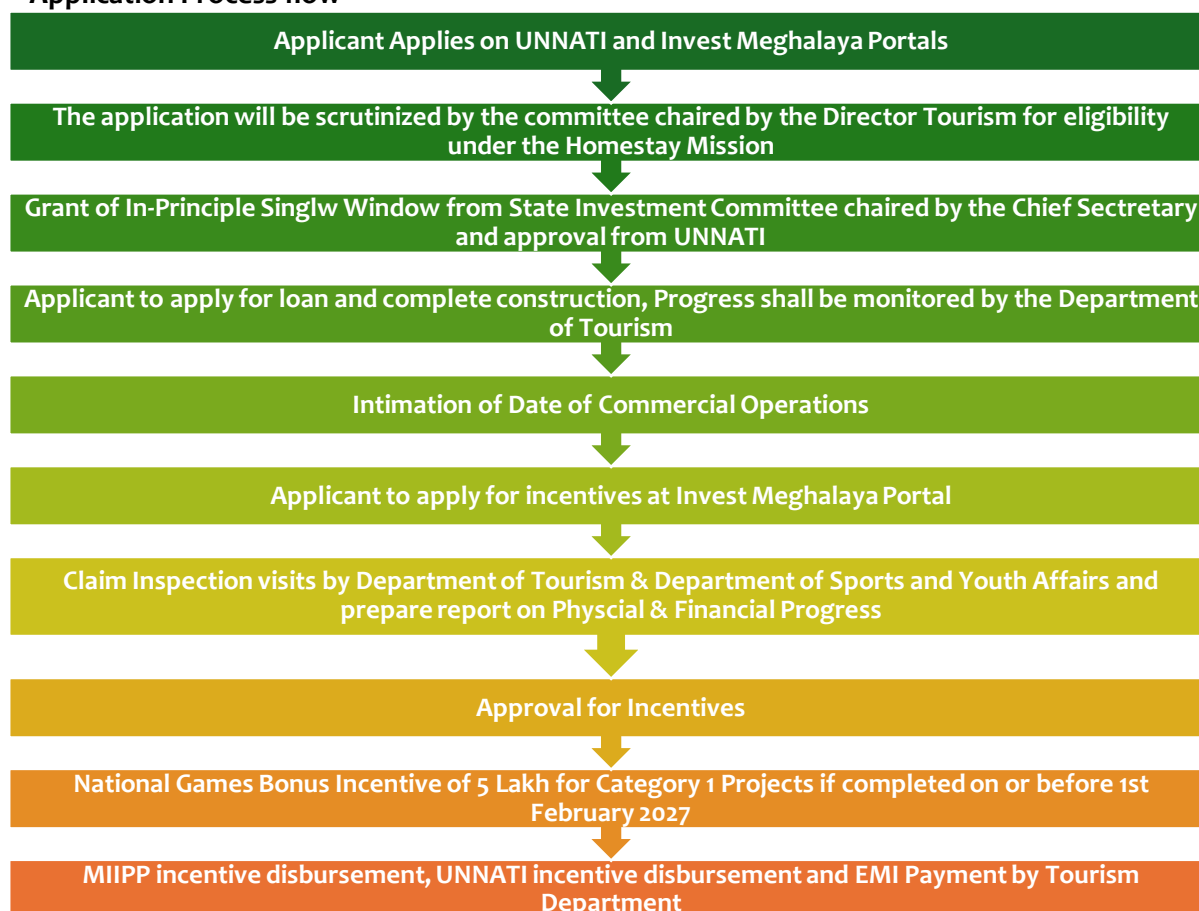 Application Process flow
Applicant Applies on UNNATI and Invest Meghalaya Portals
The application will be scrutinized by the committee chaired by the Director Tourism for eligibility
under the Homestay Mission
Grant of In-Principle Singlw Window from State Investment Committee chaired by the Chief Sectretary
and approval from UNNATI
Applicant to apply for loan and complete construction, Progress shall be monitored by the Department
of Tourism
Intimation of Date of Commercial Operations
Applicant to apply for incentives at Invest Meghalaya Portal
Claim Inspection visits by Department of Tourism & Department of Sports and Youth Affairs and
prepare report on Physcial & Financial Progress
Approval for Incentives
National Games Bonus Incentive of 5 Lakh for Category 1 Projects if completed on or before 1st
February 2027
MIIPP incentive disbursement, UNNATI incentive disbursement and EMI Payment by Tourism
Department